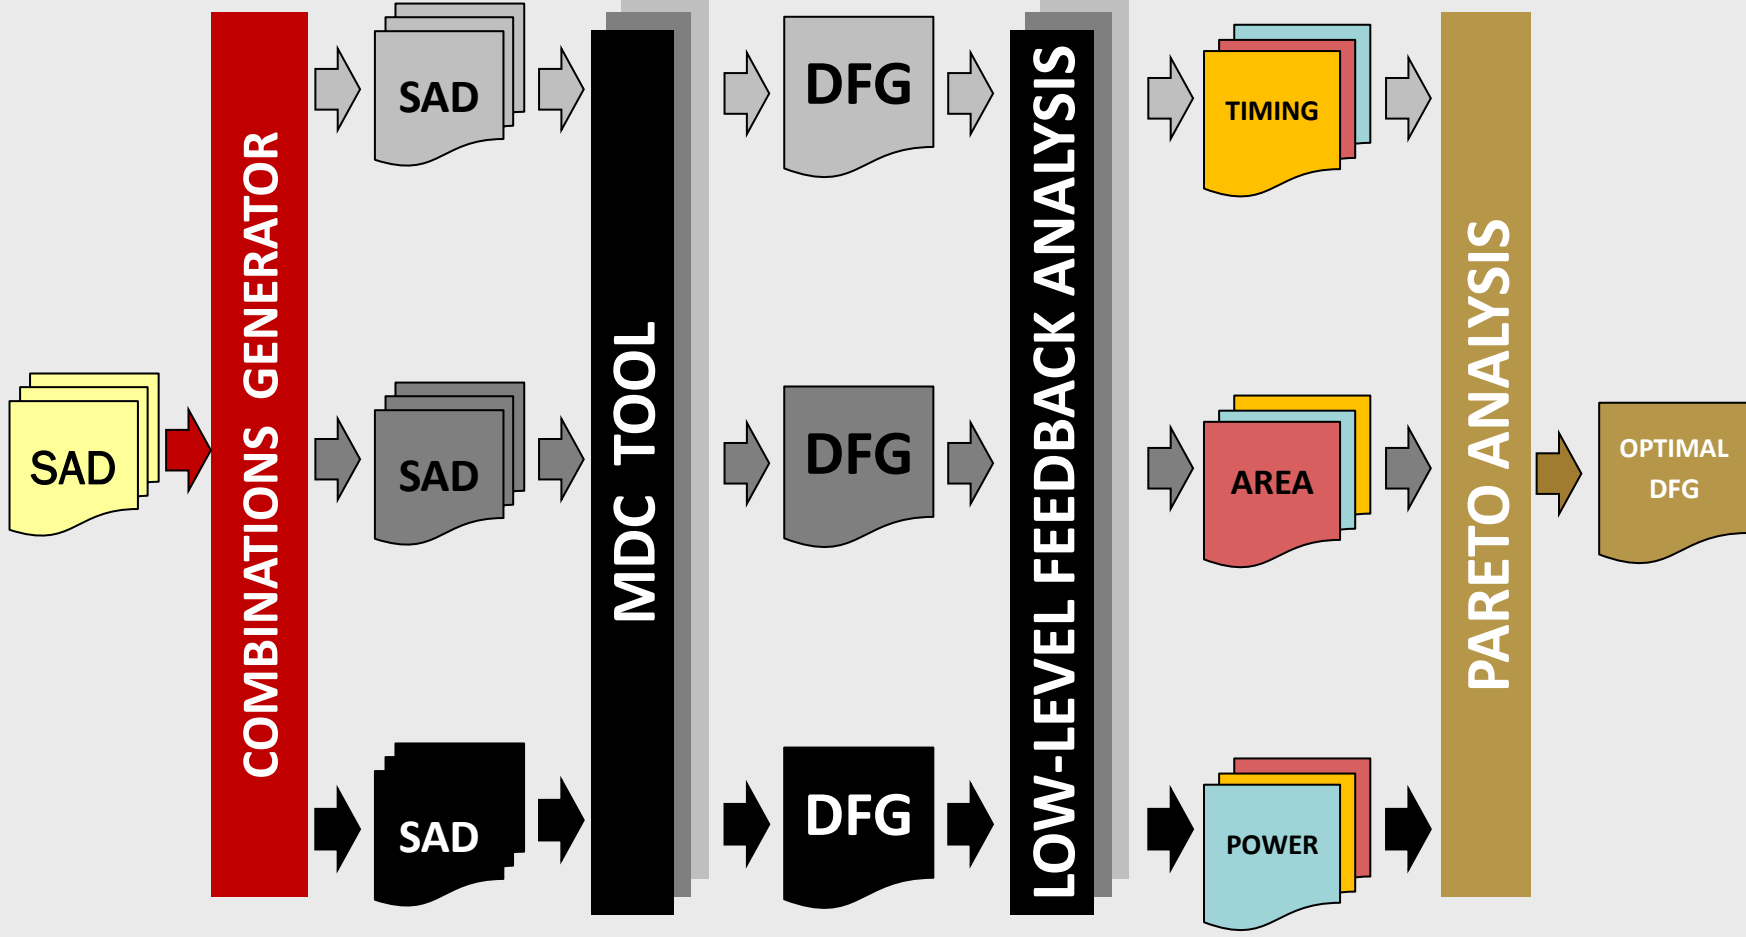 SAD
COMBINATIONS GENERATOR
SAD
SAD
SAD
MDC TOOL
DFG
DFG
DFG
LOW-LEVEL FEEDBACK ANALYSIS
TIMING
AREA
POWER
PARETO ANALYSIS
OPTIMAL
DFG